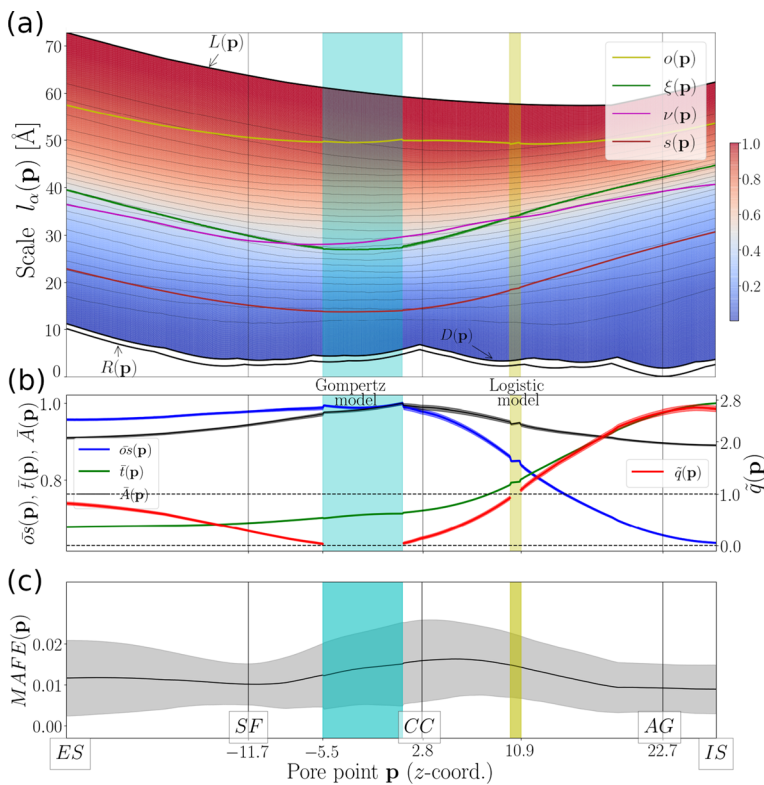 (a)
70
60
50
40
30
20
10
0
Scale l_α(p) [Å]
L(p)
R(p)
D(p)
o(p)
ξ(p)
ν(p)
s(p)
1.0
0.8
0.6
0.4
0.2
(b)
Gompertz model
Logistic model
1.0
0.8
ōs(p), t̄(p), Ā(p)
ōs(p)
t̄(p)
Ā(p)
q̃(p)
2.8
2.0
1.0
0.0
q̃(p)
(c)
0.02
0.01
0.00
MAFE(p)
SF CC AG
ES IS
−11.7 −5.5 2.8 10.9 22.7
Pore point p (z-coord.)